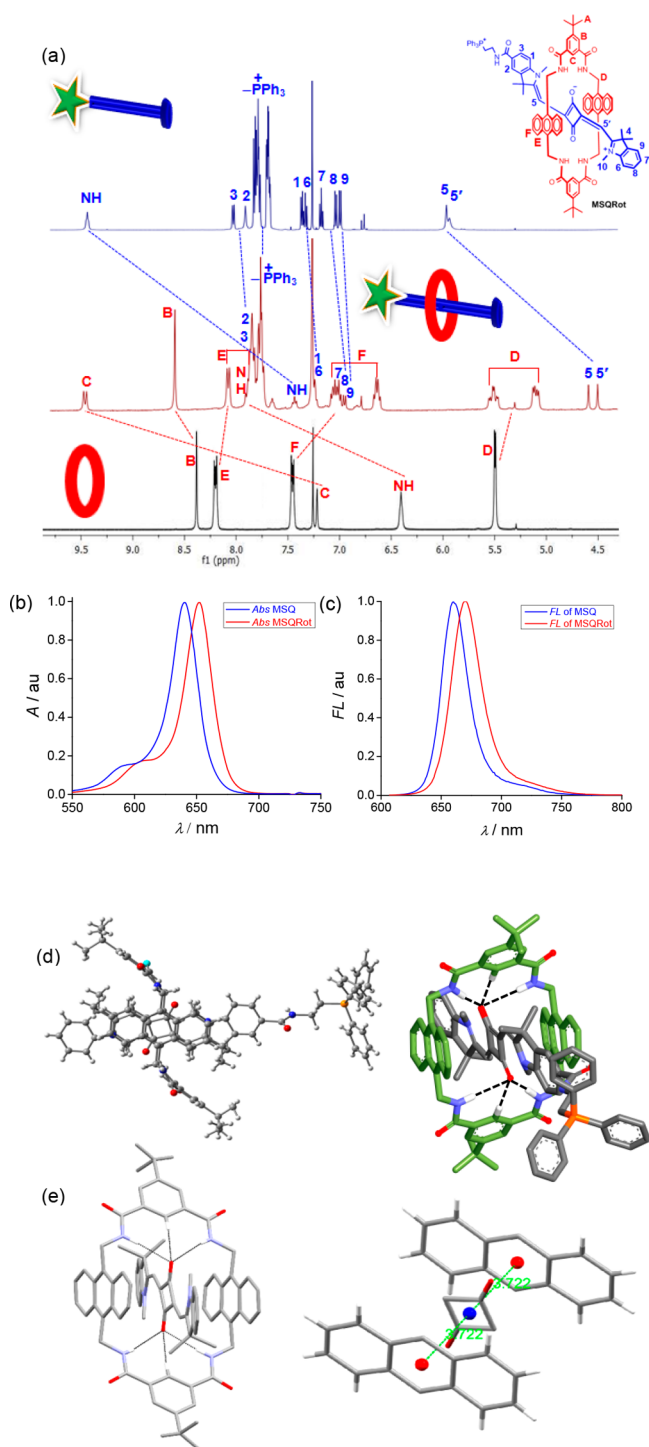 (a)
A
B
C
D
E
F
Ph₃P⁺
NH
O
3
1
2
N
5
O⁻
O
5'
4
9
10
N⁺
7
6
8
MSQRot
+
–PPh₃
NH 3 2 1 6 7 8 9 5 5'
+
– PPh₃
C B E NH 2 3 NH 1 6 7 8 9 F D 5 5'
B E F C NH D
9.5 9.0 8.5 8.0 7.5 7.0 6.5 6.0 5.5 5.0 4.5
f1 (ppm)
(b)
Abs MSQ
Abs MSQRot
1.0
0.8
0.6
0.4
0.2
0.0
A / au
550 600 650 700 750
λ / nm
(c)
FL of MSQ
FL of MSQRot
1.0
0.8
0.6
0.4
0.2
0.0
FL / au
600 650 700 750 800
λ / nm
(d)
(e)
3.722
3.722